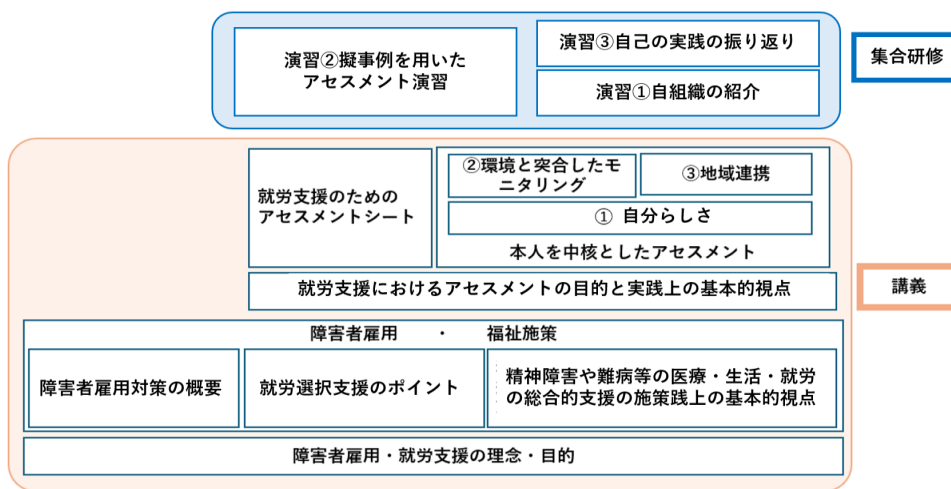 演習②擬事例を用いた
アセスメント演習
演習③自己の実践の振り返り
演習①自組織の紹介
集合研修
就労支援のための
アセスメントシート
②環境と突合したモ
ニタリング
③地域連携
① 自分らしさ
本人を中核としたアセスメント
就労支援におけるアセスメントの目的と実践上の基本的視点
講義
障害者雇用 ・ 福祉施策
障害者雇用対策の概要
就労選択支援のポイント
精神障害や難病等の医療・生活・就労
の総合的支援の施策践上の基本的視点
障害者雇用・就労支援の理念・目的